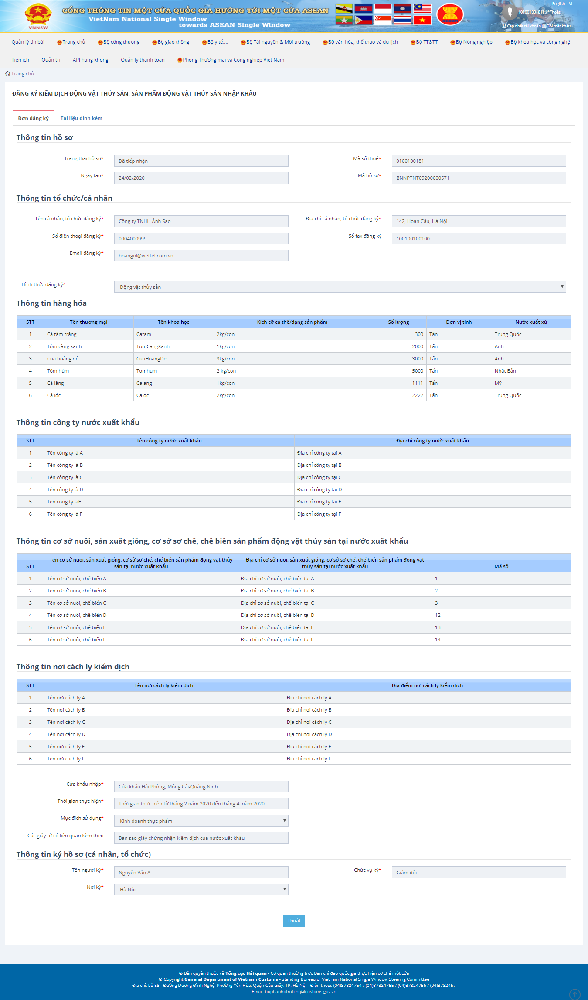 VNNSW
CỔNG THÔNG TIN MỘT CỬA QUỐC GIA HƯỚNG TỚI MỘT CỬA ASEAN
VietNam National Single Window
towards ASEAN Single Window
asean
English - VI
[0100100181] Thoát
Cập nhật tài khoản Đổi mật khẩu
Quản lý tin bài Trang chủ Bộ công thương Bộ giao thông Bộ y tế.... Bộ Tài nguyên & Môi trường Bộ văn hóa, thể thao và du lịch Bộ TT&TT Bộ Nông nghiệp Bộ khoa học và công nghệ
Tiện ích Quản trị API hàng không Quản lý thanh toán Phòng Thương mại và Công nghiệp Việt Nam
Trang chủ
ĐĂNG KÝ KIỂM DỊCH ĐỘNG VẬT THỦY SẢN, SẢN PHẨM ĐỘNG VẬT THỦY SẢN NHẬP KHẨU
Đơn đăng ký Tài liệu đính kèm
Thông tin hồ sơ
Trạng thái hồ sơ* Đã tiếp nhận Mã số thuế* 0100100181
Ngày tạo* 24/02/2020 Mã hồ sơ* BNNPTNT09200000571
Thông tin tổ chức/cá nhân
Tên cá nhân, tổ chức đăng ký* Công ty TNHH Ánh Sao Địa chỉ cá nhân, tổ chức đăng ký* 142, Hoàn Cầu, Hà Nội
Số điện thoại đăng ký* 0904000999 Số fax đăng ký 100100100100
Email đăng ký* hoangnl@viettel.com.vn
Hình thức đăng ký* Động vật thủy sản
Thông tin hàng hóa
STT Tên thương mại Tên khoa học Kích cỡ cá thể/dạng sản phẩm Số lượng Đơn vị tính Nước xuất xứ
1 Cá tầm trắng Catam 2kg/con 300 Tấn Trung Quốc
2 Tôm càng xanh TomCangXanh 1kg/con 2000 Tấn Anh
3 Cua hoàng đế CuaHoangDe 3kg/con 3000 Tấn Anh
4 Tôm hùm Tomhum 2 kg/con 5000 Tấn Nhật Bản
5 Cá lăng Calang 1kg/con 1111 Tấn Mỹ
6 Cá lóc Caloc 2kg/con 2222 Tấn Trung Quốc
Thông tin công ty nước xuất khẩu
STT Tên công ty nước xuất khẩu Địa chỉ công ty nước xuất khẩu
1 Tên công ty là A Địa chỉ công ty tại A
2 Tên công ty là B Địa chỉ công ty tại B
3 Tên công ty là C Địa chỉ công ty tại C
4 Tên công ty là D Địa chỉ công ty tại D
5 Tên công ty làE Địa chỉ công ty tại E
6 Tên công ty là F Địa chỉ công ty tại F
Thông tin cơ sở nuôi, sản xuất giống, cơ sở sơ chế, chế biến sản phẩm động vật thủy sản tại nước xuất khẩu
Tên cơ sở nuôi, sản xuất giống, cơ sở sơ chế, chế biến sản phẩm động vật thủy Địa chỉ cơ sở nuôi, sản xuất giống, cơ sở sơ chế, chế biến sản phẩm động vật
STT sản tại nước xuất khẩu thủy sản tại nước xuất khẩu Mã số
1 Tên cơ sở nuôi, chế biến A Địa chỉ cơ sở nuôi, chế biến tại A 1
2 Tên cơ sở nuôi, chế biến B Địa chỉ cơ sở nuôi, chế biến tại B 2
3 Tên cơ sở nuôi, chế biến C Địa chỉ cơ sở nuôi, chế biến tại C 3
4 Tên cơ sở nuôi, chế biến D Địa chỉ cơ sở nuôi, chế biến tại D 12
5 Tên cơ sở nuôi, chế biến E Địa chỉ cơ sở nuôi, chế biến tại E 13
6 Tên cơ sở nuôi, chế biến F Địa chỉ cơ sở nuôi, chế biến tại F 14
Thông tin nơi cách ly kiểm dịch
STT Tên nơi cách ly kiểm dịch Địa điểm nơi cách ly kiểm dịch
1 Tên nơi cách ly A Địa chỉ nơi cách ly A
2 Tên nơi cách ly B Địa chỉ nơi cách ly B
3 Tên nơi cách ly C Địa chỉ nơi cách ly C
4 Tên nơi cách ly D Địa chỉ nơi cách ly D
5 Tên nơi cách ly E Địa chỉ nơi cách ly E
6 Tên nơi cách ly F Địa chỉ nơi cách ly F
Cửa khẩu nhập* Cửa khẩu Hải Phòng; Móng Cái-Quảng Ninh
Thời gian thực hiện* Thời gian thực hiện từ tháng 2 năm 2020 đến tháng 4 năm 2020
Mục đích sử dụng* Kinh doanh thực phẩm
Các giấy tờ có liên quan kèm theo Bản sao giấy chứng nhận kiểm dịch của nước xuất khẩu
Thông tin ký hồ sơ (cá nhân, tổ chức)
Tên người ký* Nguyễn Văn A Chức vụ ký* Giám đốc
Nơi ký* Hà Nội
Thoát
© Bản quyền thuộc về Tổng cục Hải quan - Cơ quan thường trực Ban chỉ đạo quốc gia thực hiện cơ chế một cửa
© Copyright General Department of Vietnam Customs - Standing Bureau of Vietnam National Single Window Steering Committee
Địa chỉ: Lô E3 - Đường Dương Đình Nghệ, Phường Yên Hòa, Quận Cầu Giấy, TP. Hà Nội - Điện thoại: (04)37824754 / (04)37824755 / (04)37824756 / (04)3782457
Email: bophanhotrotchq@customs.gov.vn